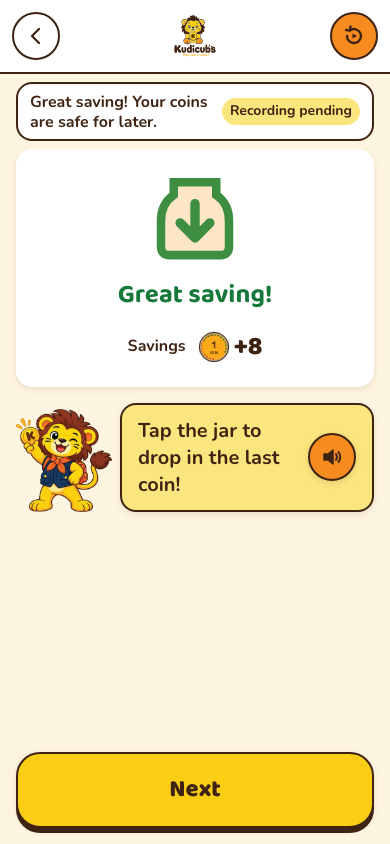 Kudicubs
Great saving! Your coins
are safe for later.
Recording pending
Great saving!
Savings
1
+8
Tap the jar to
drop in the last
coin!
K
Next